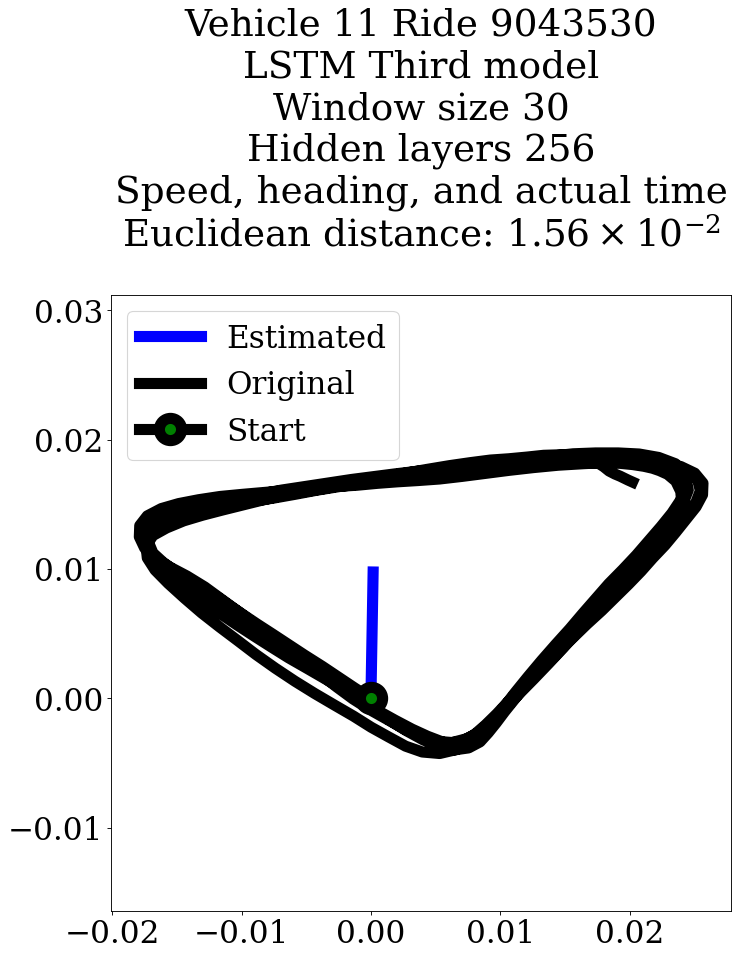 Vehicle 11 Ride 9043530
LSTM Third model
Window size 30
Hidden layers 256
Speed, heading, and actual time
Euclidean distance: 1.56 × 10⁻²
0.03
Estimated
Original
Start
0.02
0.01
0.00
−0.01
−0.02 −0.01 0.00 0.01 0.02